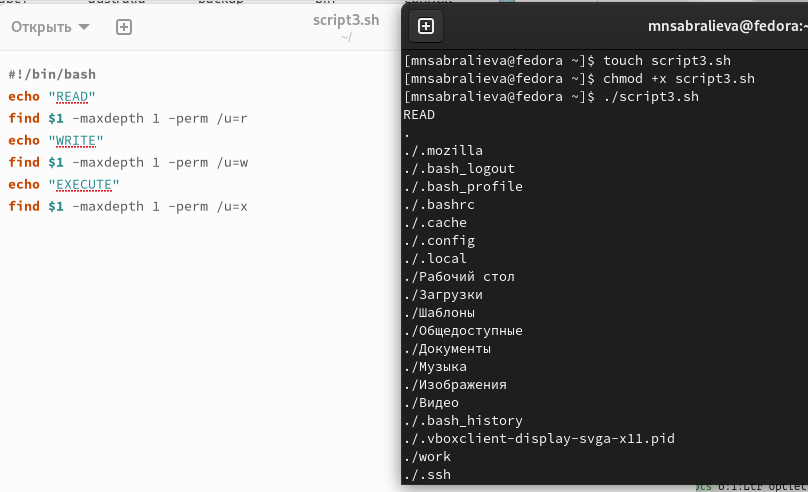 Открыть
script3.sh
~/
#!/bin/bash
echo "READ"
find $1 -maxdepth 1 -perm /u=r
echo "WRITE"
find $1 -maxdepth 1 -perm /u=w
echo "EXECUTE"
find $1 -maxdepth 1 -perm /u=x
mnsabralieva@fedora:~
[mnsabralieva@fedora ~]$ touch script3.sh
[mnsabralieva@fedora ~]$ chmod +x script3.sh
[mnsabralieva@fedora ~]$ ./script3.sh
READ
.
./.mozilla
./.bash_logout
./.bash_profile
./.bashrc
./.cache
./.config
./.local
./Рабочий стол
./Загрузки
./Шаблоны
./Общедоступные
./Документы
./Музыка
./Изображения
./Видео
./.bash_history
./.vboxclient-display-svga-x11.pid
./work
./.ssh